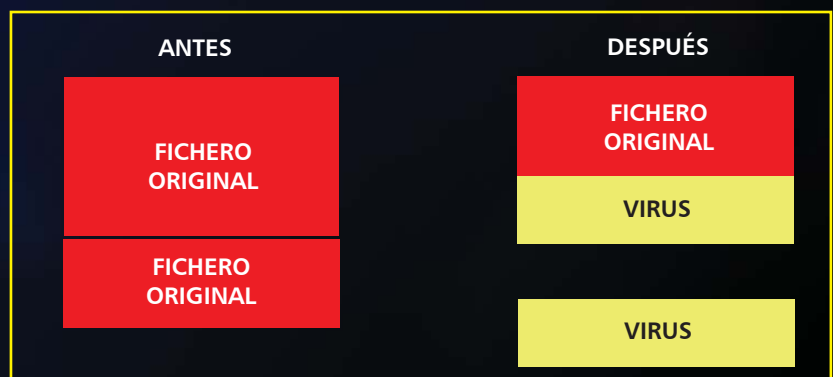 ANTES
FICHERO
ORIGINAL
FICHERO
ORIGINAL
DESPUÉS
FICHERO
ORIGINAL
VIRUS
VIRUS